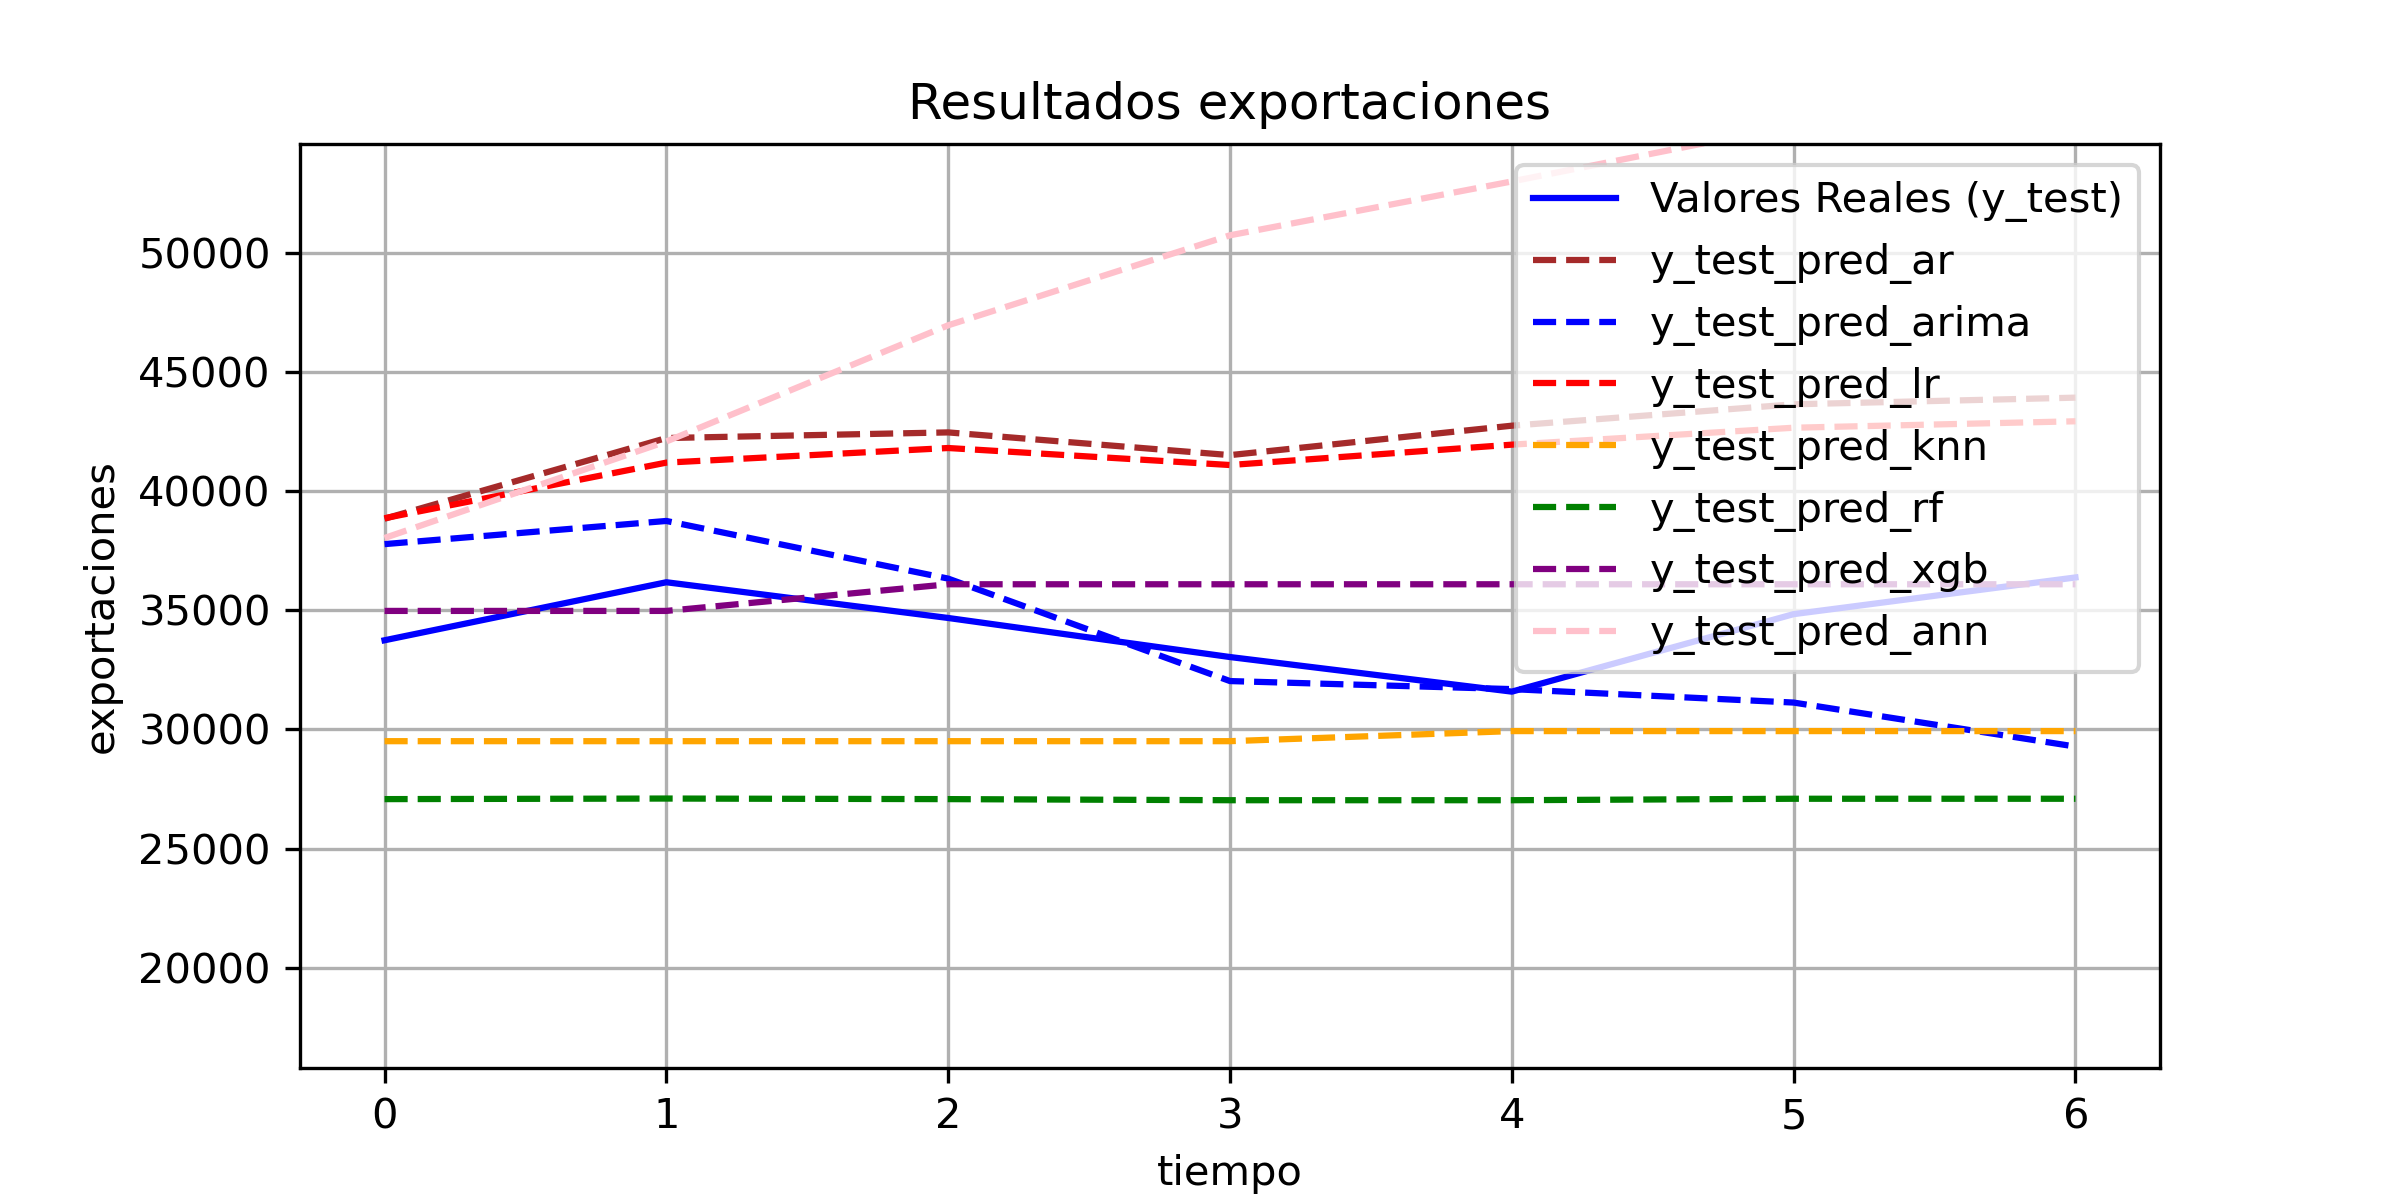 Resultados exportaciones
exportaciones
50000
45000
40000
35000
30000
25000
20000
Valores Reales (y_test)
y_test_pred_ar
y_test_pred_arima
y_test_pred_lr
y_test_pred_knn
y_test_pred_rf
y_test_pred_xgb
y_test_pred_ann
0 1 2 3 4 5 6
tiempo